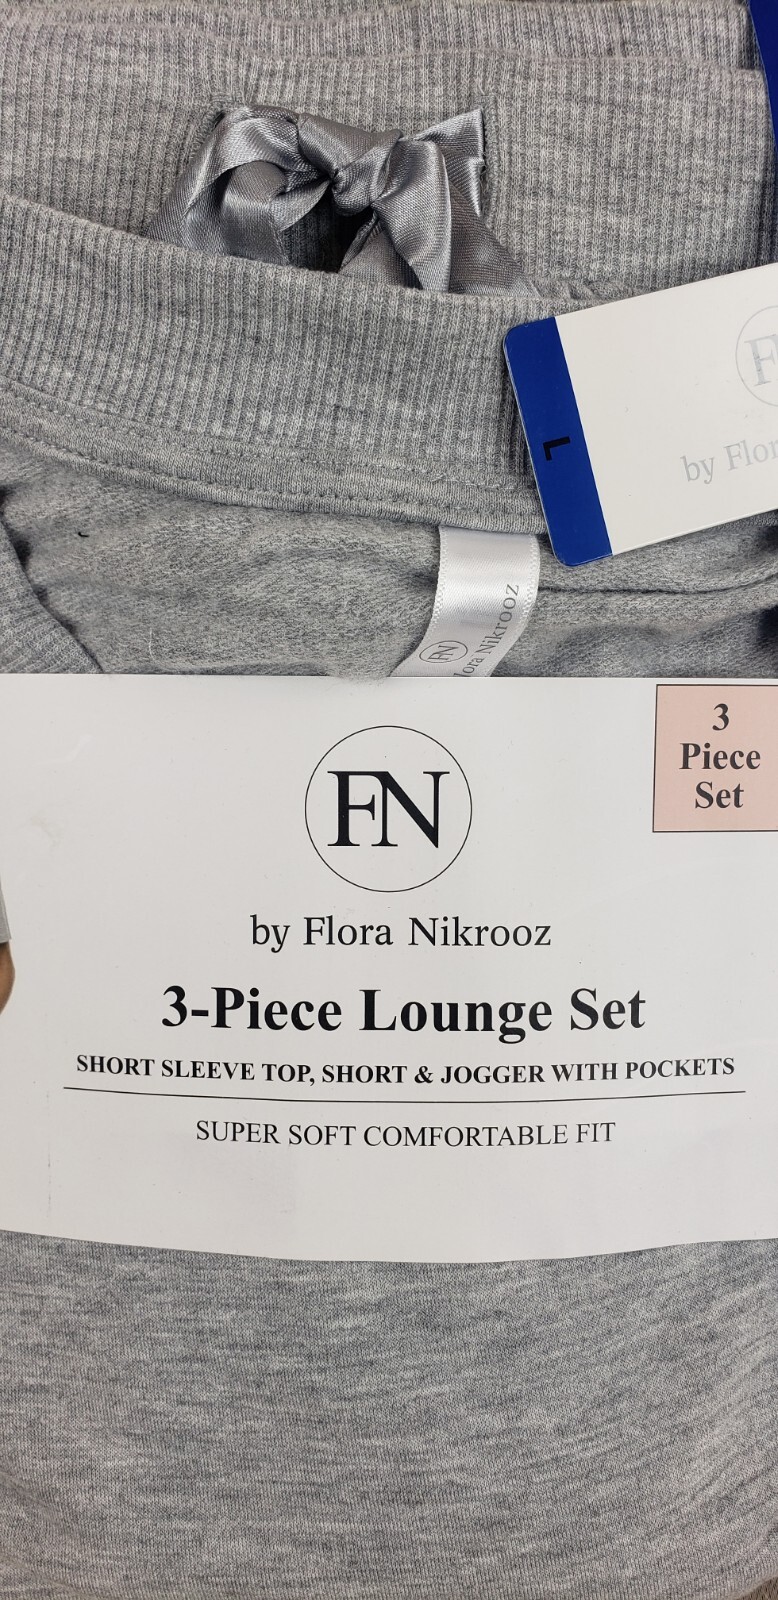 L
F
by Flor
FN
lora Nikrooz
3
Piece
Set
FN
by Flora Nikrooz
3-Piece Lounge Set
SHORT SLEEVE TOP, SHORT & JOGGER WITH POCKETS
SUPER SOFT COMFORTABLE FIT